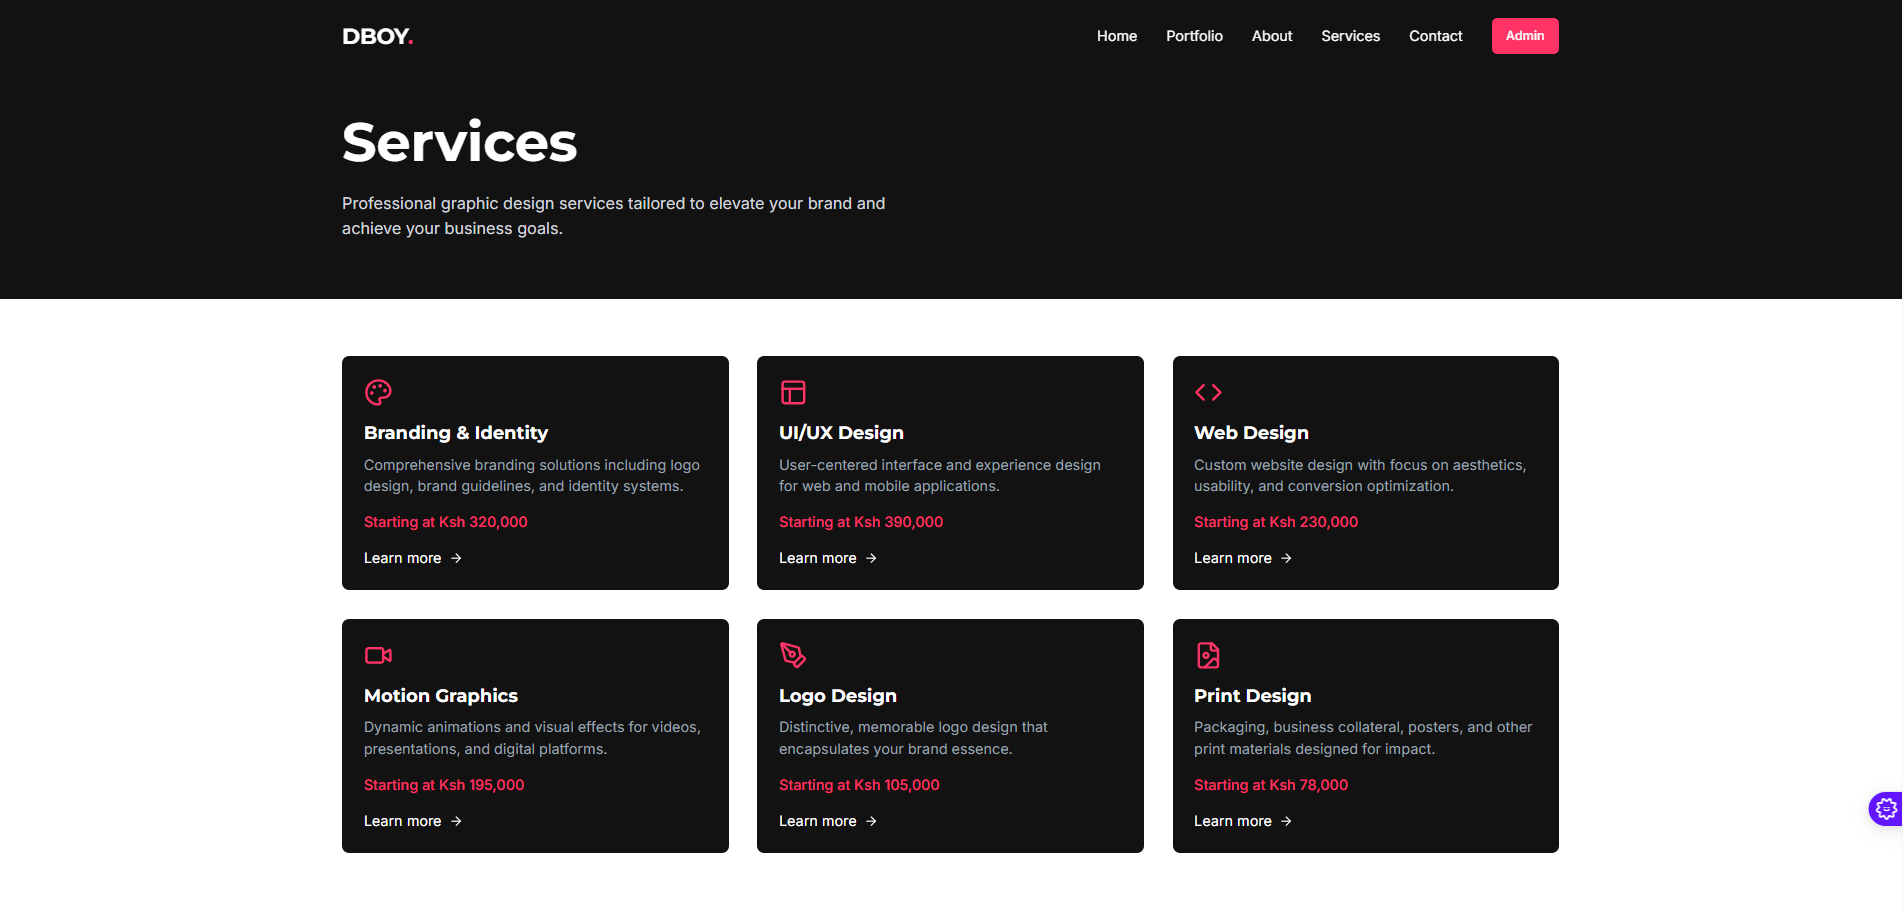 DBOY.
Home
Portfolio
About
Services
Contact
Admin
Services
Professional graphic design services tailored to elevate your brand and
achieve your business goals.
Branding & Identity
Comprehensive branding solutions including logo
design, brand guidelines, and identity systems.
Starting at Ksh 320,000
Learn more →
UI/UX Design
User-centered interface and experience design
for web and mobile applications.
Starting at Ksh 390,000
Learn more →
Web Design
Custom website design with focus on aesthetics,
usability, and conversion optimization.
Starting at Ksh 230,000
Learn more →
Motion Graphics
Dynamic animations and visual effects for videos,
presentations, and digital platforms.
Starting at Ksh 195,000
Learn more →
Logo Design
Distinctive, memorable logo design that
encapsulates your brand essence.
Starting at Ksh 105,000
Learn more →
Print Design
Packaging, business collateral, posters, and other
print materials designed for impact.
Starting at Ksh 78,000
Learn more →